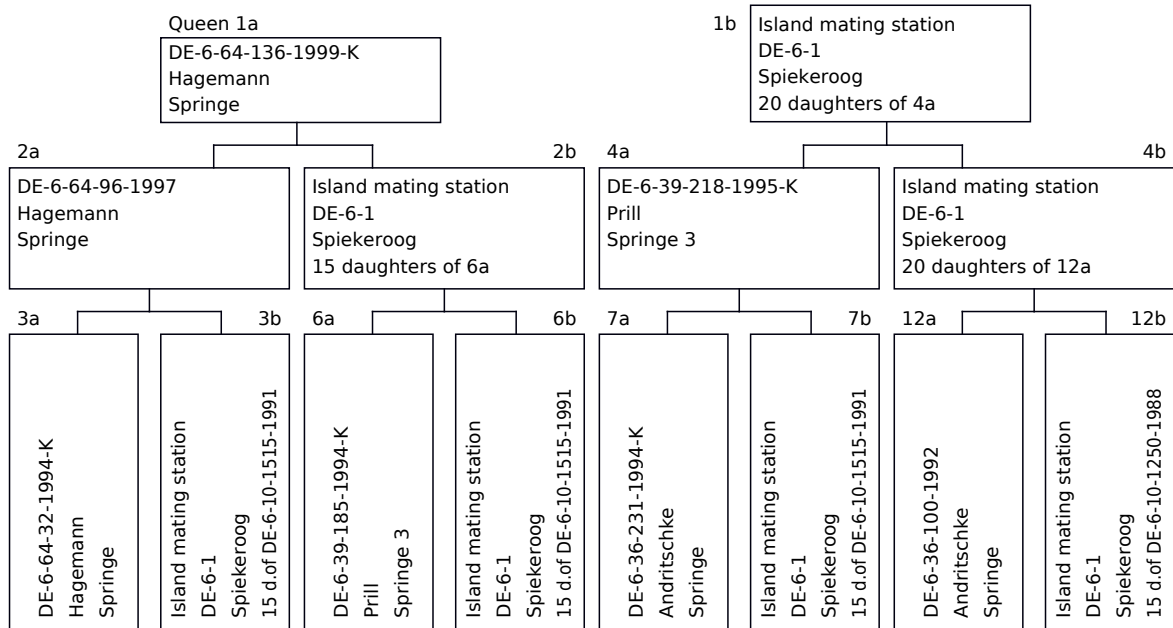 Queen 1a
DE-6-64-136-1999-K
Hagemann
Springe
1b
Island mating station
DE-6-1
Spiekeroog
20 daughters of 4a
2a
DE-6-64-96-1997
Hagemann
Springe
2b
Island mating station
DE-6-1
Spiekeroog
15 daughters of 6a
4a
DE-6-39-218-1995-K
Prill
Springe 3
4b
Island mating station
DE-6-1
Spiekeroog
20 daughters of 12a
3a
DE-6-64-32-1994-K
Hagemann
Springe
3b
Island mating station
DE-6-1
Spiekeroog
15 d.of DE-6-10-1515-1991
6a
DE-6-39-185-1994-K
Prill
Springe 3
6b
Island mating station
DE-6-1
Spiekeroog
15 d.of DE-6-10-1515-1991
7a
DE-6-36-231-1994-K
Andritschke
Springe
7b
Island mating station
DE-6-1
Spiekeroog
15 d.of DE-6-10-1515-1991
12a
DE-6-36-100-1992
Andritschke
Springe
12b
Island mating station
DE-6-1
Spiekeroog
15 d.of DE-6-10-1250-1988